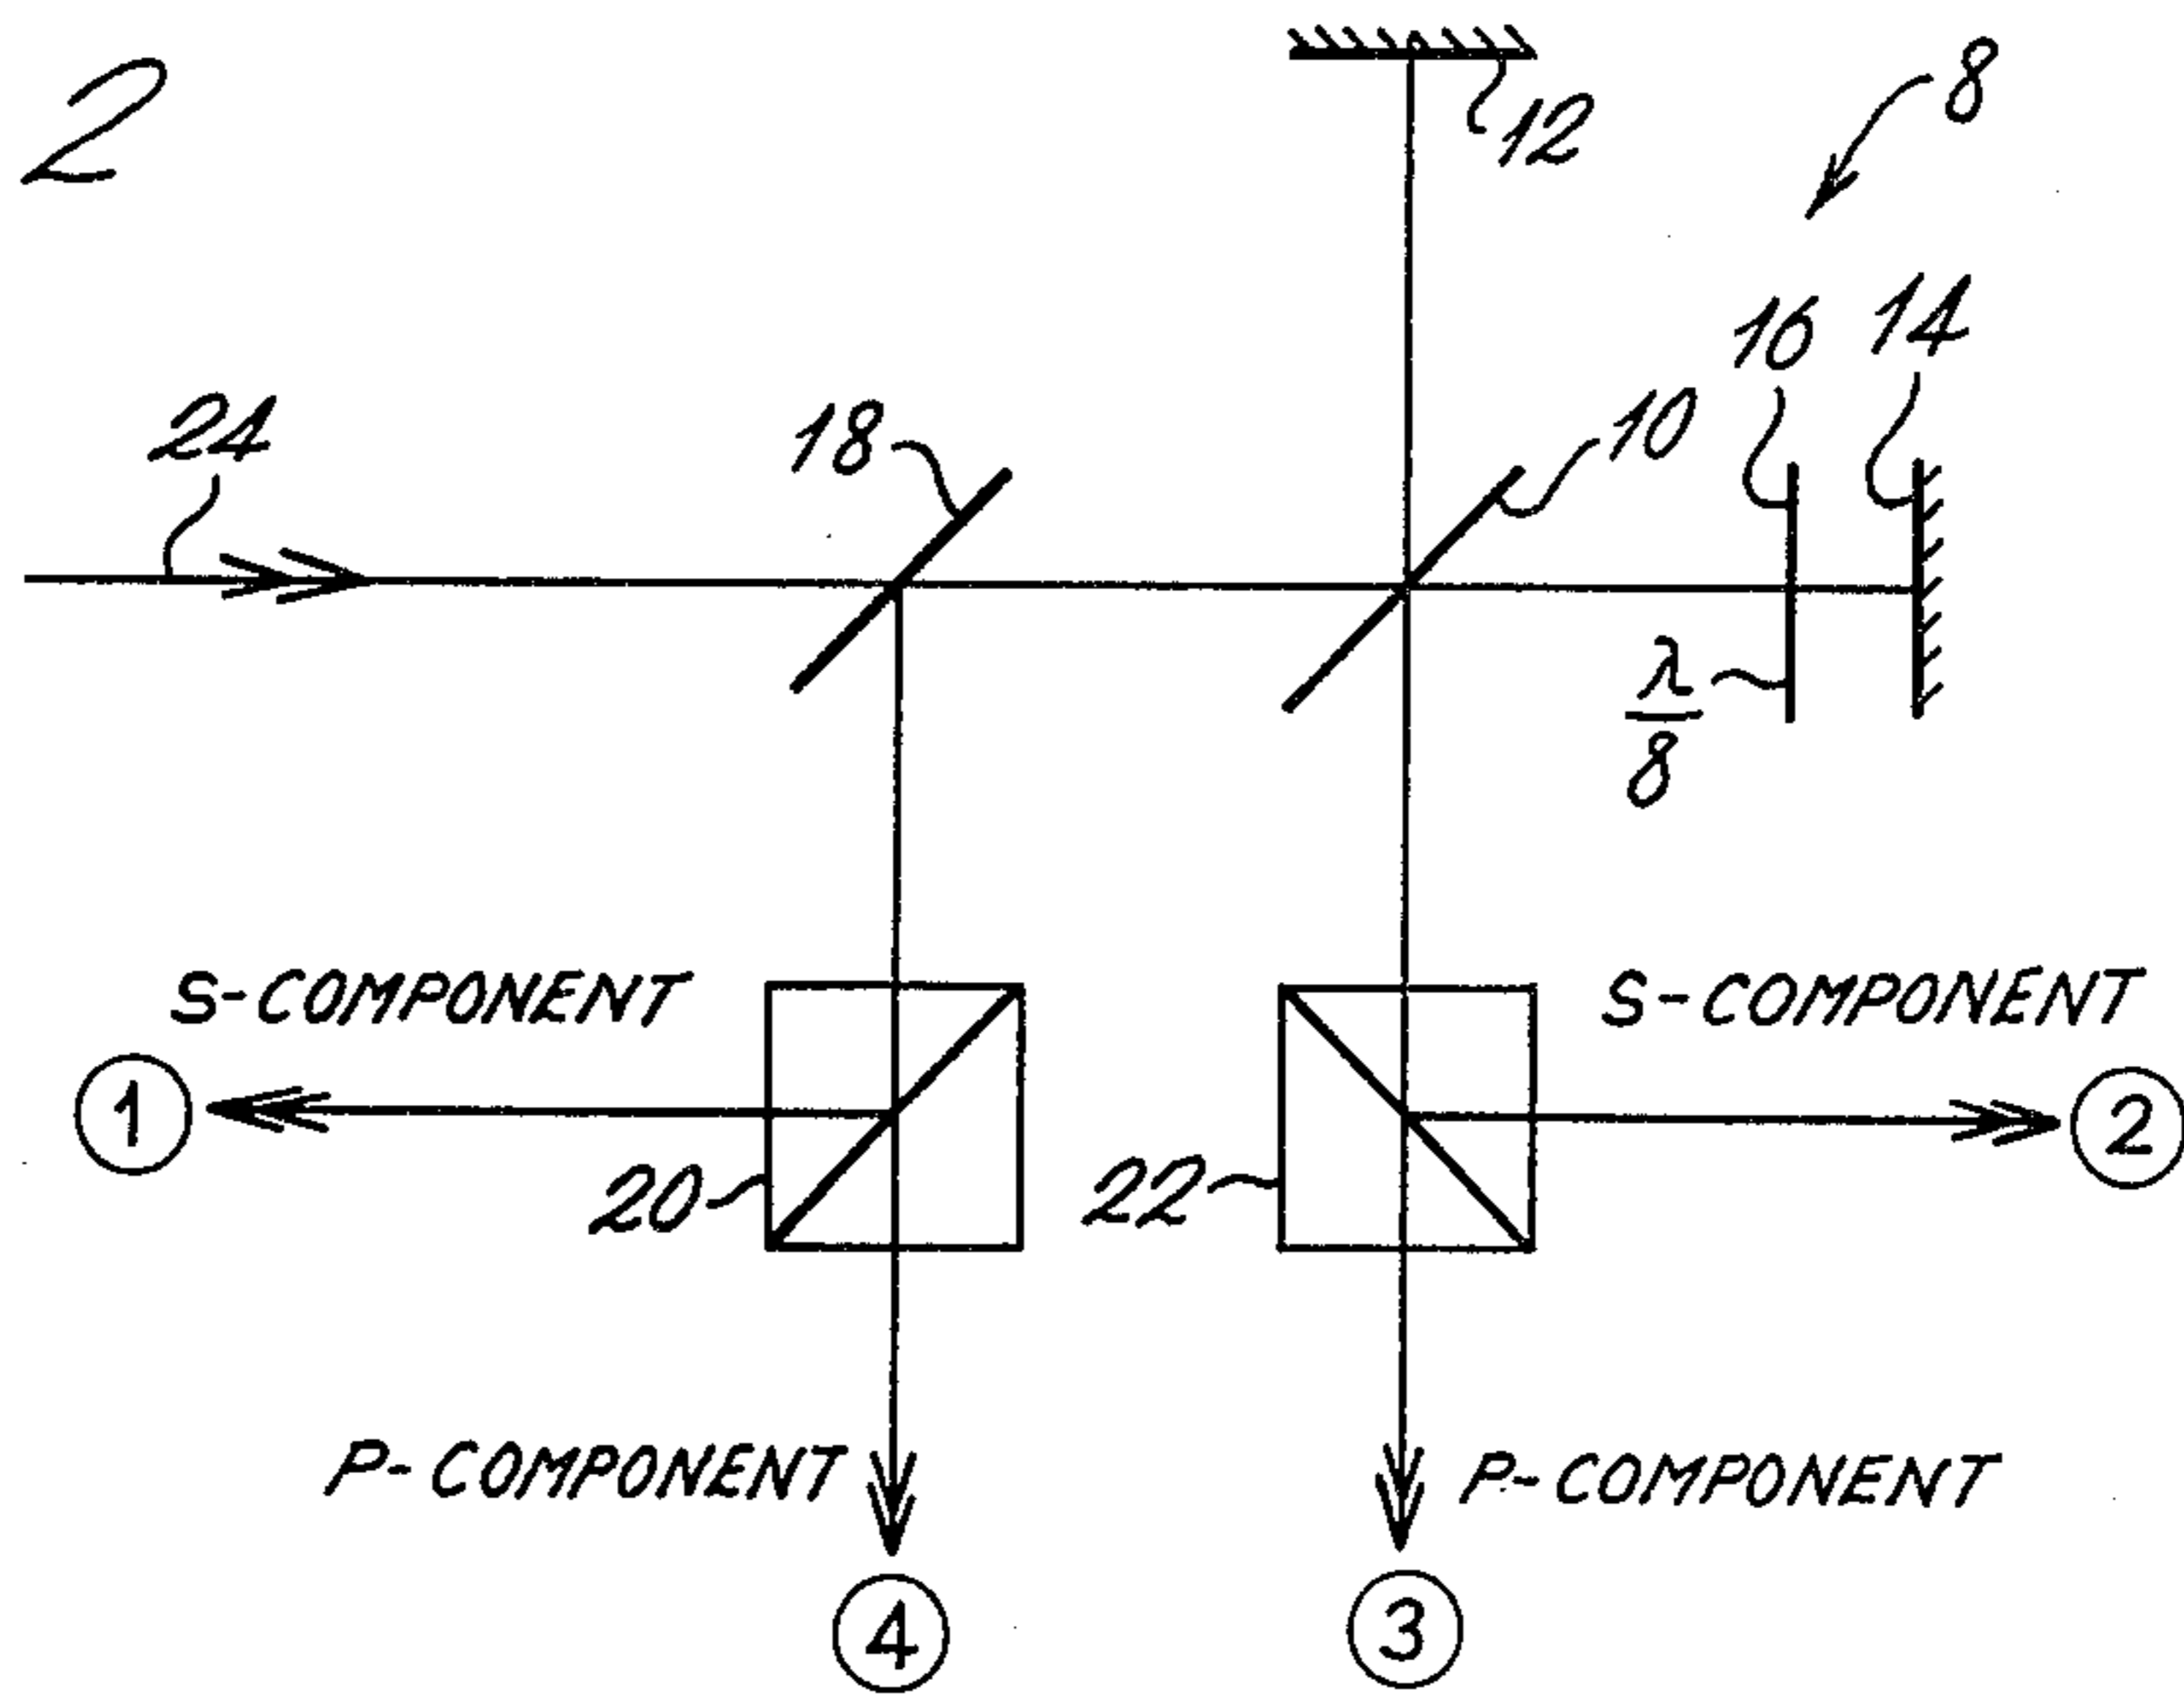 2
12
8
16 14
24
18
10
λ/8
S-COMPONENT
S-COMPONENT
1
2
20
22
P-COMPONENT
P-COMPONENT
4
3